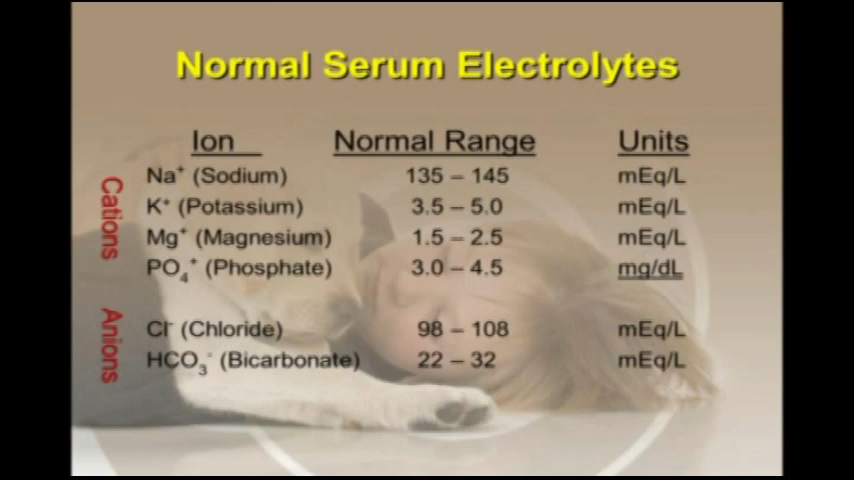 Normal Serum Electrolytes
Ion Normal Range Units
Cations
Na⁺ (Sodium) 135 – 145 mEq/L
K⁺ (Potassium) 3.5 – 5.0 mEq/L
Mg⁺ (Magnesium) 1.5 – 2.5 mEq/L
PO₄⁺ (Phosphate) 3.0 – 4.5 mg/dL
Anions
Cl⁻ (Chloride) 98 – 108 mEq/L
HCO₃⁻ (Bicarbonate) 22 – 32 mEq/L